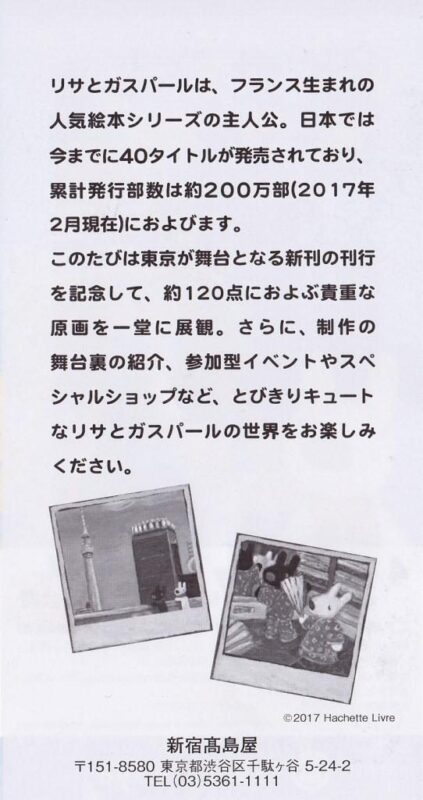 リサとガスパールは、フランス生まれの
人気絵本シリーズの主人公。日本では
今までに40タイトルが発売されており、
累計発行部数は約200万部(2017年
2月現在)におよびます。
このたびは東京が舞台となる新刊の刊行
を記念して、約120点におよぶ貴重な
原画を一堂に展観。さらに、制作の
舞台裏の紹介、参加型イベントやスペ
シャルショップなど、とびきりキュート
なリサとガスパールの世界をお楽しみ
ください。
©2017 Hachette Livre
新宿髙島屋
〒151-8580 東京都渋谷区千駄ヶ谷 5-24-2
TEL(03)5361-1111